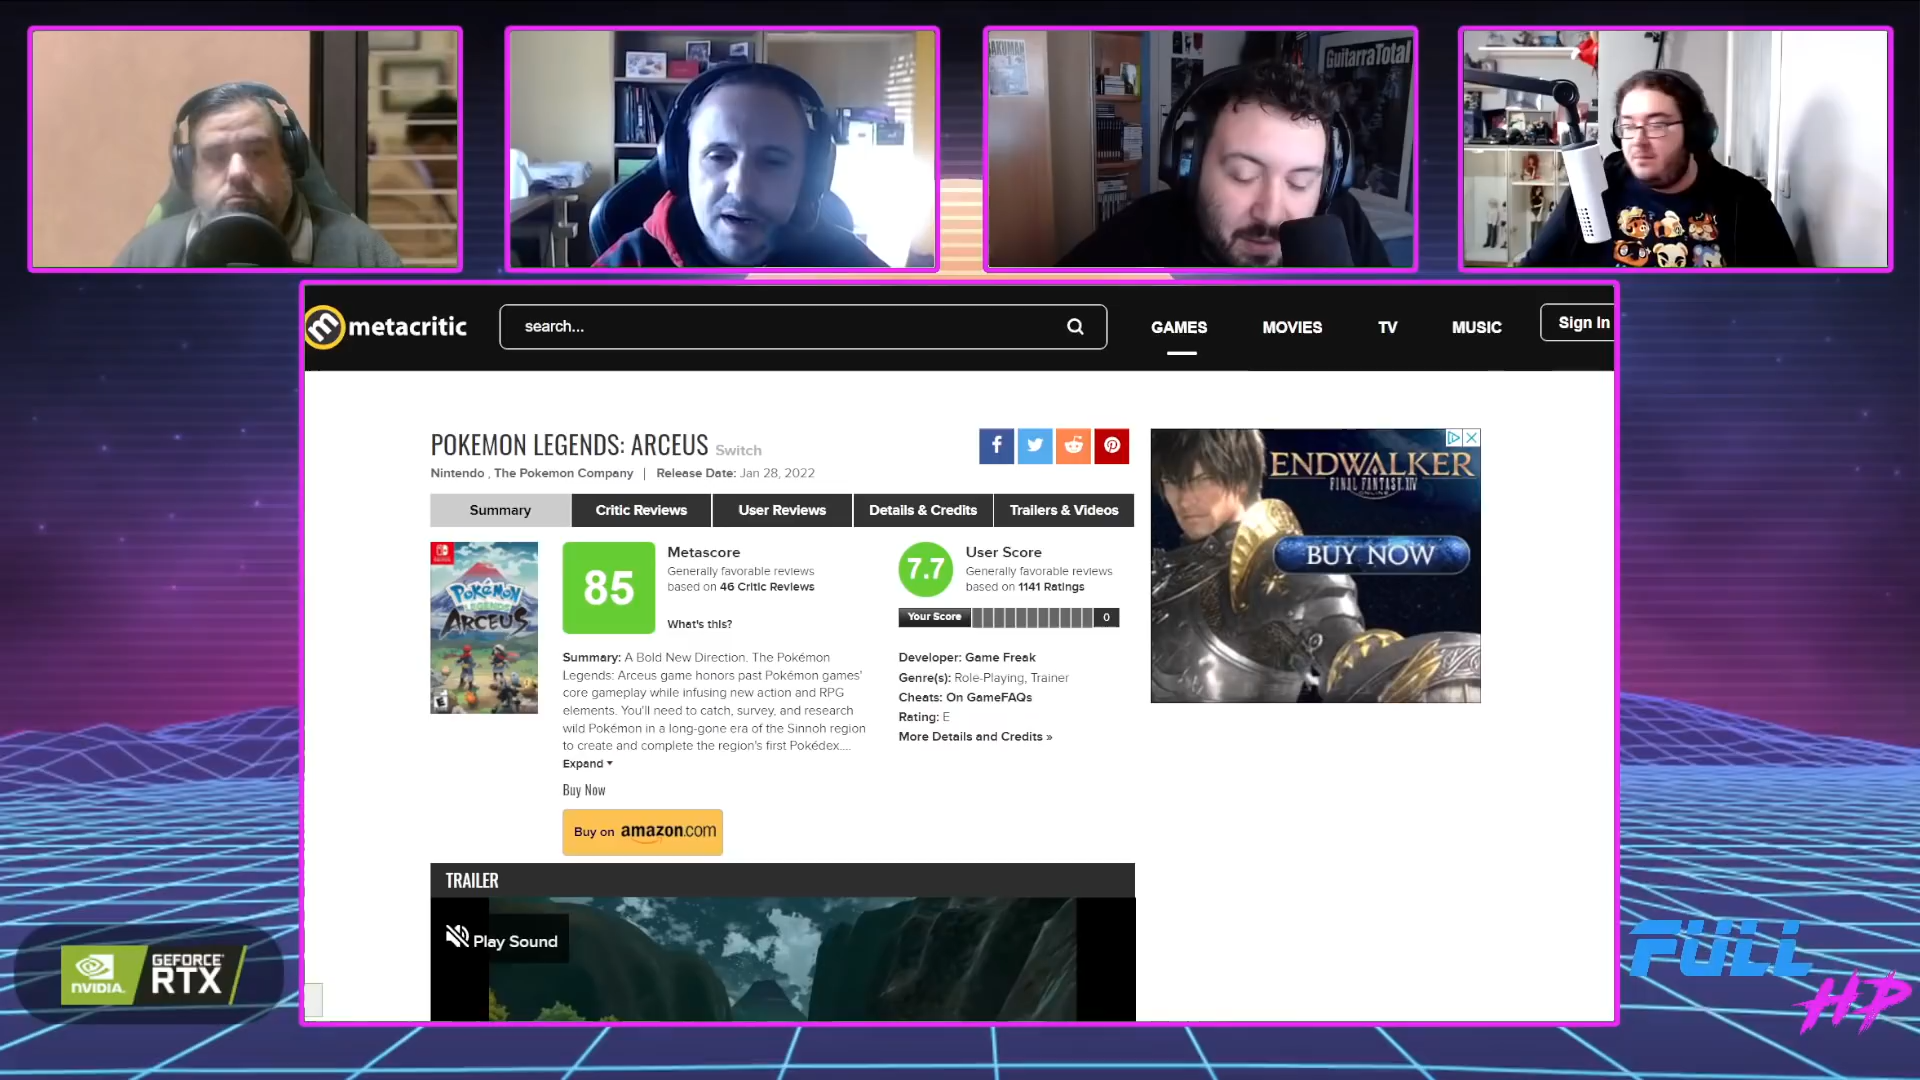 BAKUMAN
GuitarraTotal
metacritic
search...
GAMES
MOVIES
TV
MUSIC
Sign In
POKEMON LEGENDS: ARCEUS Switch
Nintendo , The Pokemon Company | Release Date: Jan 28, 2022
Summary
Critic Reviews
User Reviews
Details & Credits
Trailers & Videos
Pokémon
LEGENDS
ARCEUS
E
85
Metascore
Generally favorable reviews
based on 46 Critic Reviews
What's this?
7.7
User Score
Generally favorable reviews
based on 1141 Ratings
Your Score
0
Summary: A Bold New Direction. The Pokémon
Legends: Arceus game honors past Pokémon games'
core gameplay while infusing new action and RPG
elements. You'll need to catch, survey, and research
wild Pokémon in a long-gone era of the Sinnoh region
to create and complete the region's first Pokédex....
Expand
Developer: Game Freak
Genre(s): Role-Playing, Trainer
Cheats: On GameFAQs
Rating: E
More Details and Credits »
Buy Now
Buy on amazon.com
TRAILER
Play Sound
ENDWALKER
FINAL FANTASY XIV
ONLINE
BUY NOW
NVIDIA.
GEFORCE
RTX
FULL
HP